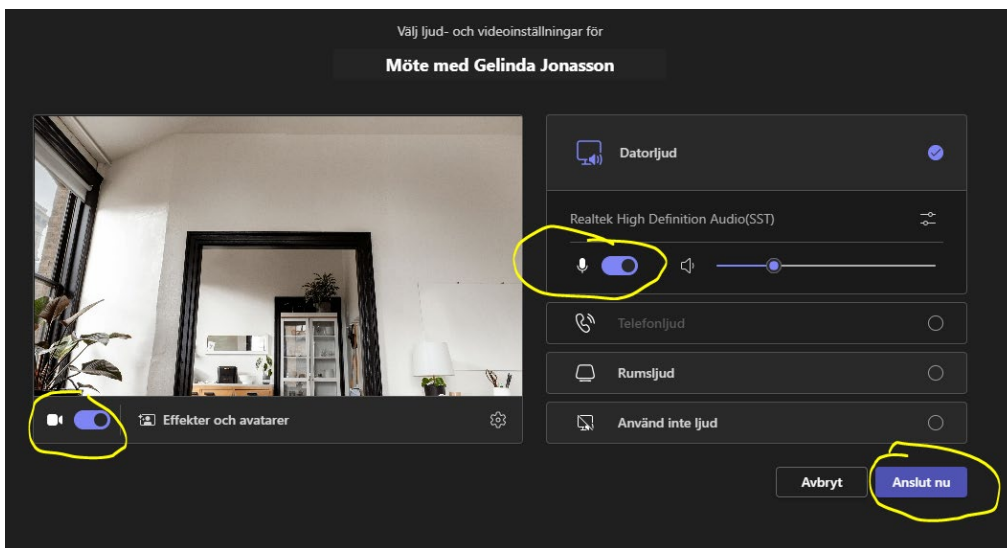 Välj ljud- och videoinställningar för
Möte med Gelinda Jonasson
Datorljud
Realtek High Definition Audio(SST)
Telefonljud
Rumsljud
Effekter och avatarer
Använd inte ljud
Avbryt
Anslut nu